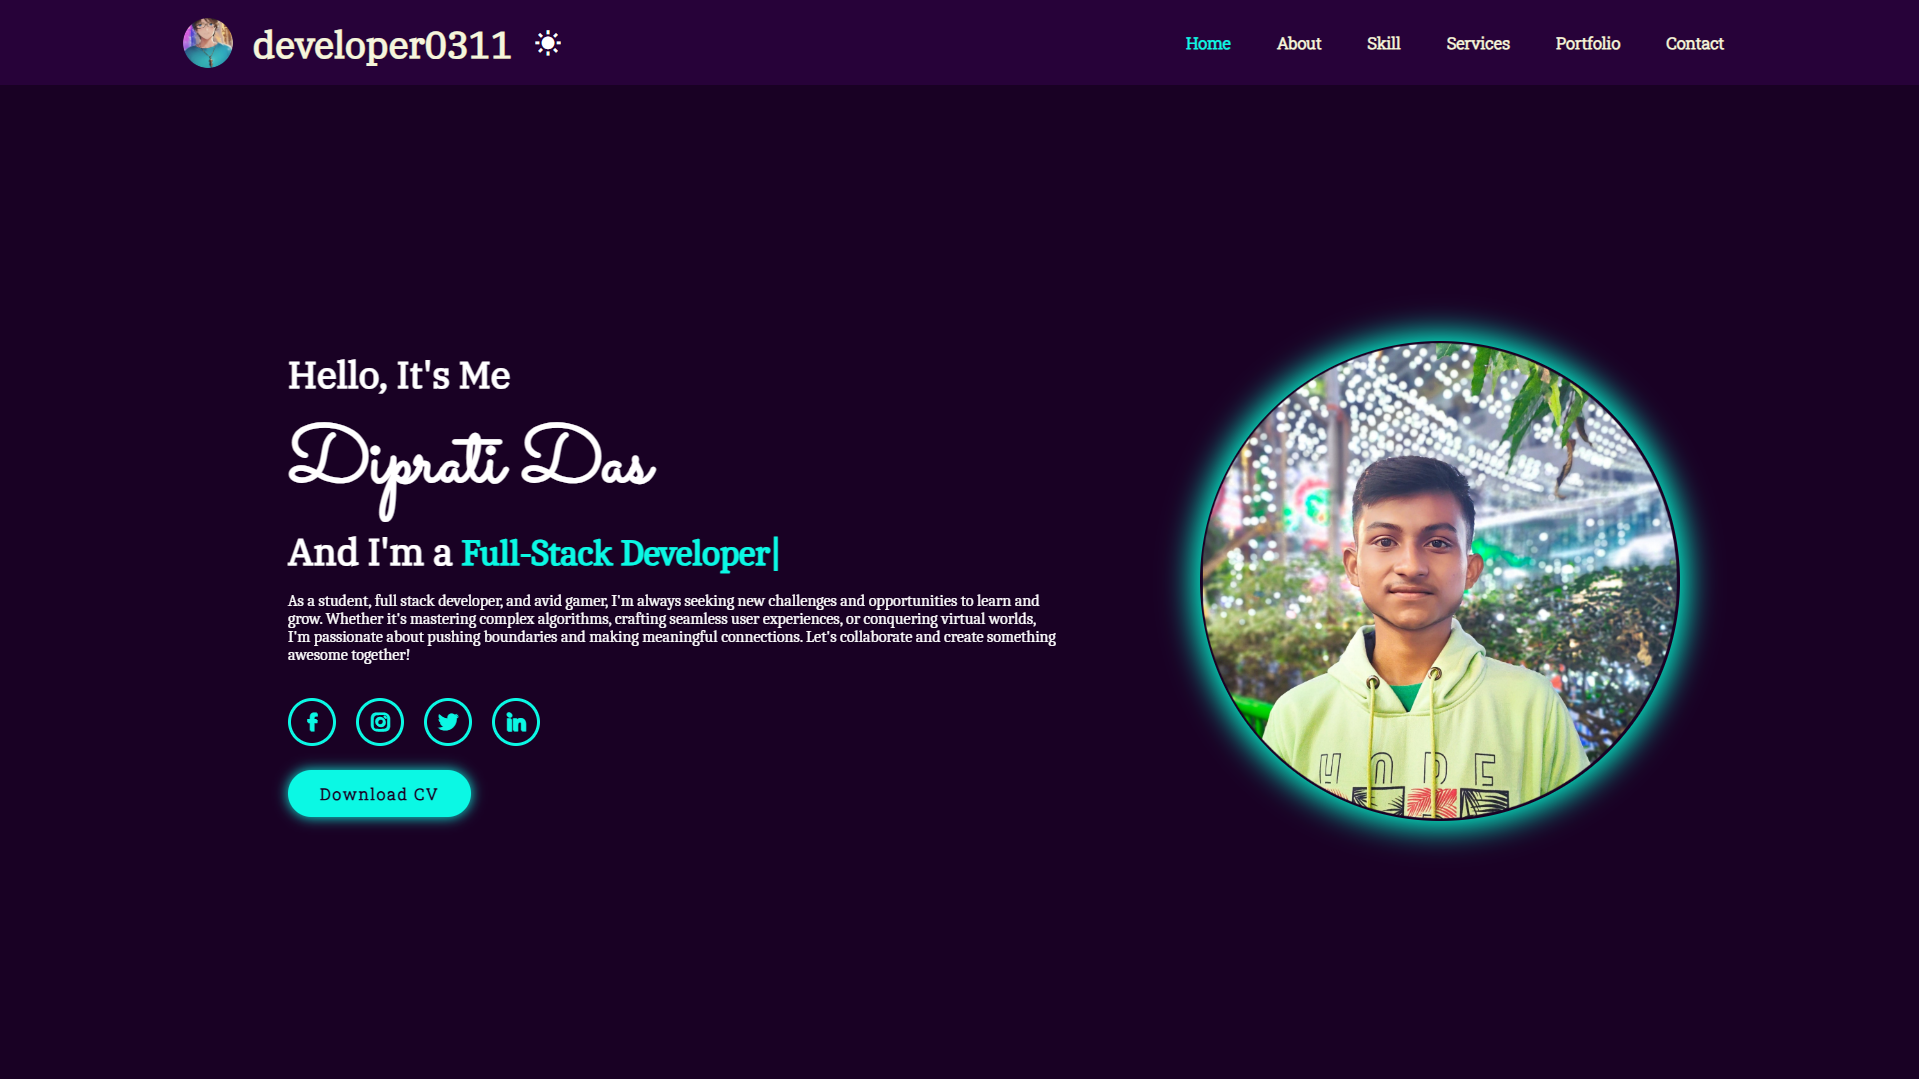 developer0311
Home About Skill Services Portfolio Contact
Hello, It's Me
Diprati Das
And I'm a Full-Stack Developer|
As a student, full stack developer, and avid gamer, I'm always seeking new challenges and opportunities to learn and
grow. Whether it's mastering complex algorithms, crafting seamless user experiences, or conquering virtual worlds,
I'm passionate about pushing boundaries and making meaningful connections. Let's collaborate and create something
awesome together!
Download CV
HOPE